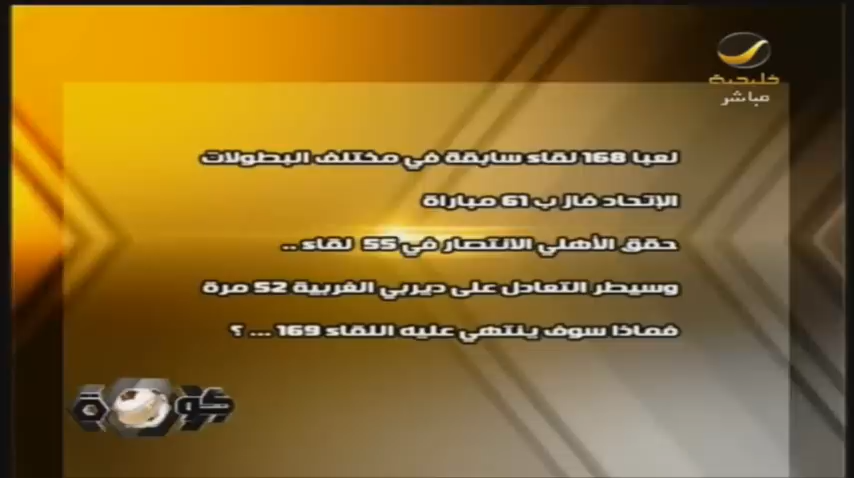 خليجية
مباشر
لعبا 168 لقاء سابقة في مختلف البطولات
الإتحاد فاز ب 61 مباراة
حقق الأهلي الانتصار في 55 لقاء ..
وسيطر التعادل على ديربي الغربية 52 مرة
فماذا سوف ينتهي عليه اللقاء 169 ... ؟
كورة